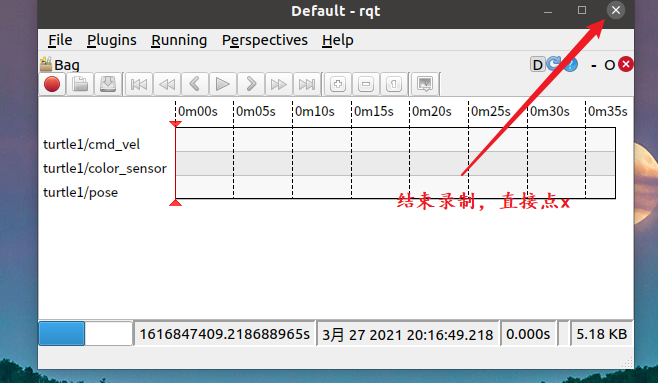 Default - rqt
File Plugins Running Perspectives Help
Bag
D
- O
0m00s 0m05s 0m10s 0m15s 0m20s 0m25s 0m30s 0m35s
turtle1/cmd_vel
turtle1/color_sensor
turtle1/pose
结束录制，直接点x
1616847409.218688965s 3月 27 2021 20:16:49.218 0.000s 5.18 KB